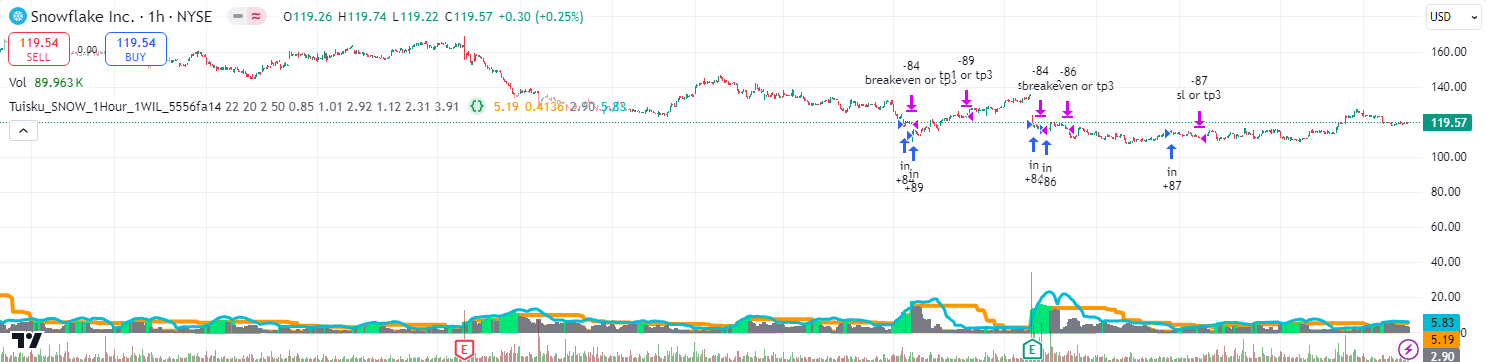 Snowflake Inc. · 1h · NYSE O119.26 H119.74 L119.22 C119.57 +0.30 (+0.25%)
USD
119.54 SELL
0.00
119.54 BUY
Vol 89.963 K
Tuisku_SNOW_1Hour_1WIL_5556fa14 22 20 2 50 0.85 1.01 2.92 1.12 2.31 3.91 {} 5.19 0.4136 2.90 5.83
160.00
140.00
119.57
100.00
80.00
60.00
40.00
20.00
5.83
5.19
2.90
0
-84
breakeven or tp3
-89
tp1 or tp3
-84
-86
breakeven or tp3
-87
sl or tp3
in
+84
in
+89
in
+84
in
+86
in
+87
E
E